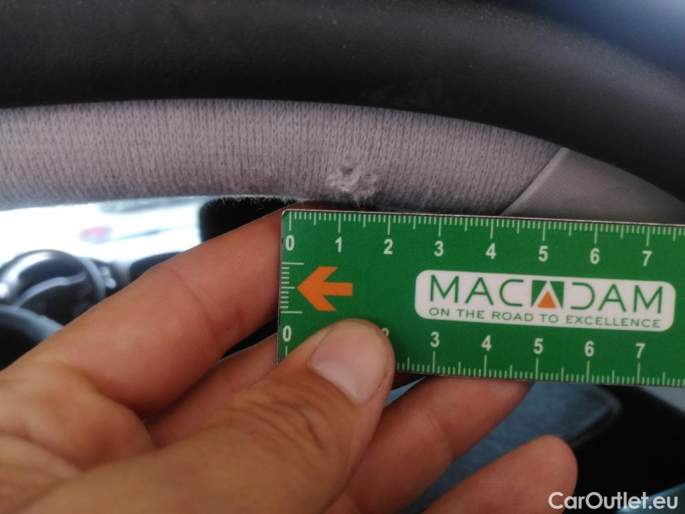 0 1 2 3 4 5 6 7
MACADAM
ON THE ROAD TO EXCELLENCE
0 2 3 4 5 6 7
CarOutlet.eu